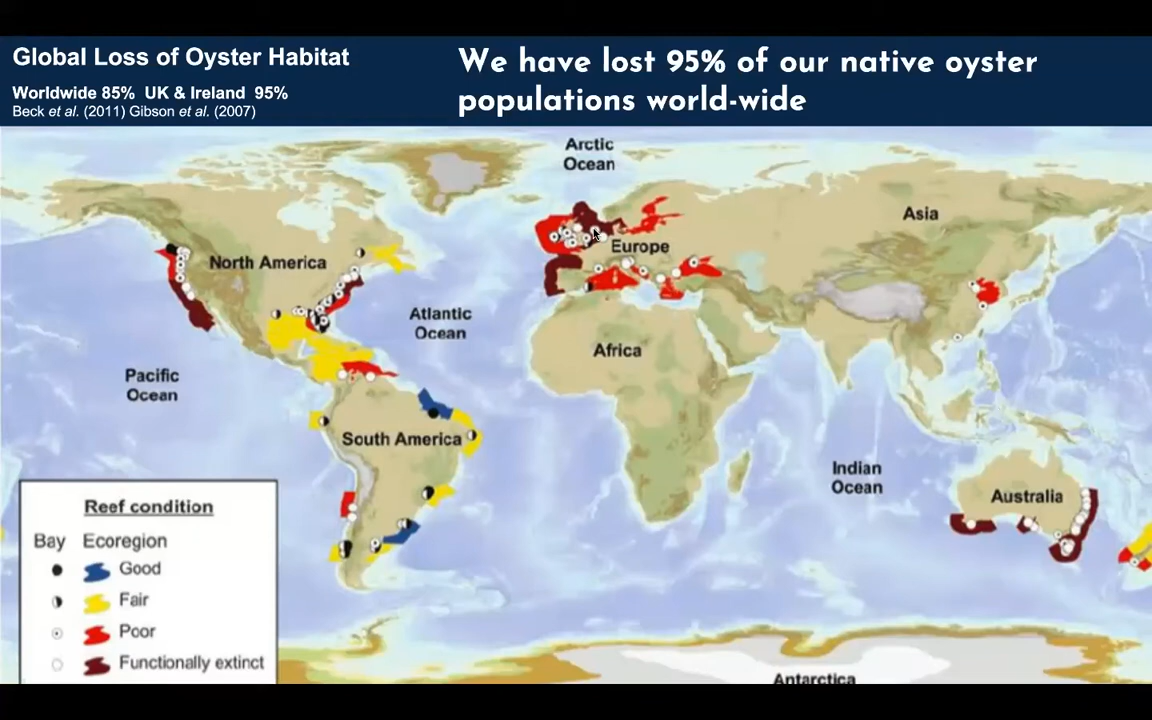 Global Loss of Oyster Habitat
Worldwide 85% UK & Ireland 95%
Beck et al. (2011) Gibson et al. (2007)
We have lost 95% of our native oyster
populations world-wide
Arctic
Ocean
Asia
Europe
North America
Atlantic
Ocean
Africa
Pacific
Ocean
South America
Indian
Ocean
Australia
Reef condition
Bay Ecoregion
Good
Fair
Poor
Functionally extinct
Antarctica